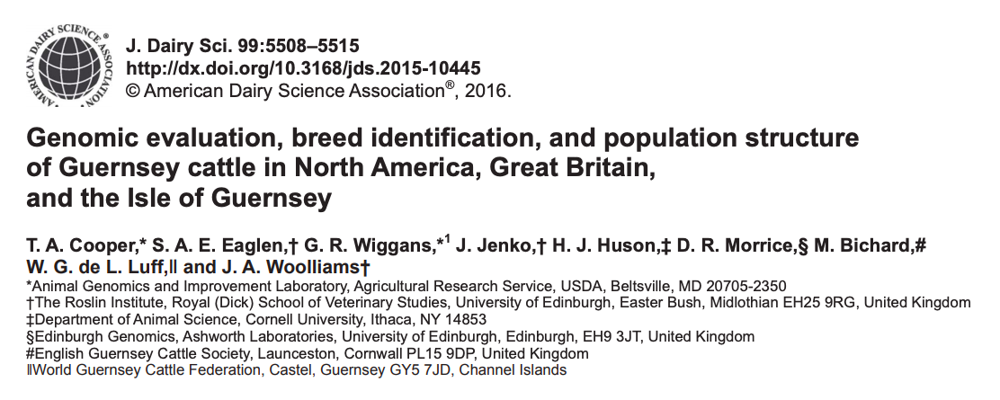 AMERICAN DAIRY SCIENCE ASSOCIATION®
J. Dairy Sci. 99:5508–5515
http://dx.doi.org/10.3168/jds.2015-10445
© American Dairy Science Association®, 2016.
Genomic evaluation, breed identification, and population structure
of Guernsey cattle in North America, Great Britain,
and the Isle of Guernsey
T. A. Cooper,* S. A. E. Eaglen,† G. R. Wiggans,*1 J. Jenko,† H. J. Huson,‡ D. R. Morrice,§ M. Bichard,#
W. G. de L. Luff,‖ and J. A. Woolliams†
*Animal Genomics and Improvement Laboratory, Agricultural Research Service, USDA, Beltsville, MD 20705-2350
†The Roslin Institute, Royal (Dick) School of Veterinary Studies, University of Edinburgh, Easter Bush, Midlothian EH25 9RG, United Kingdom
‡Department of Animal Science, Cornell University, Ithaca, NY 14853
§Edinburgh Genomics, Ashworth Laboratories, University of Edinburgh, Edinburgh, EH9 3JT, United Kingdom
#English Guernsey Cattle Society, Launceston, Cornwall PL15 9DP, United Kingdom
‖World Guernsey Cattle Federation, Castel, Guernsey GY5 7JD, Channel Islands